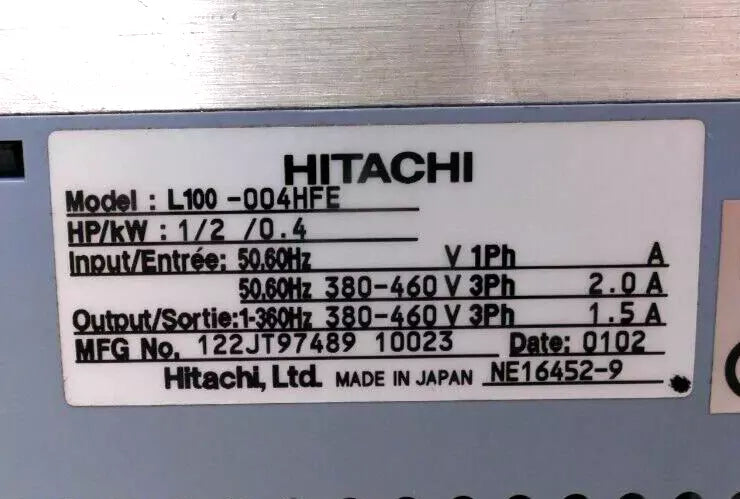 HITACHI
Model : L100 -004HFE
HP/kW : 1/2 /0.4
Input/Entrée: 50,60Hz V 1Ph A
50,60Hz 380-460 V 3Ph 2.0 A
Output/Sortie:1-360Hz 380-460 V 3Ph 1.5 A
MFG No. 122JT97489 10023 Date: 0102
Hitachi, Ltd. MADE IN JAPAN NE16452-9